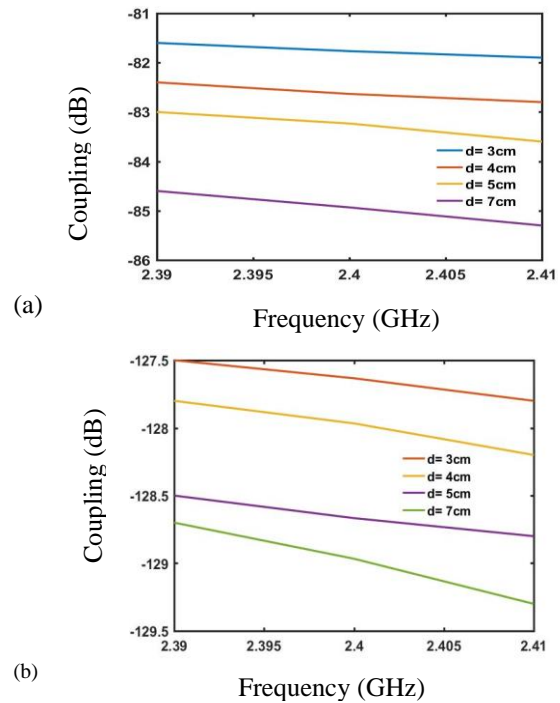 -81
-82
-83
-84
-85
-86
Coupling (dB)
d= 3cm
d= 4cm
d= 5cm
d= 7cm
2.39 2.395 2.4 2.405 2.41
(a)
Frequency (GHz)
-127.5
-128
-128.5
-129
-129.5
Coupling (dB)
d= 3cm
d= 4cm
d= 5cm
d= 7cm
2.39 2.395 2.4 2.405 2.41
(b)
Frequency (GHz)